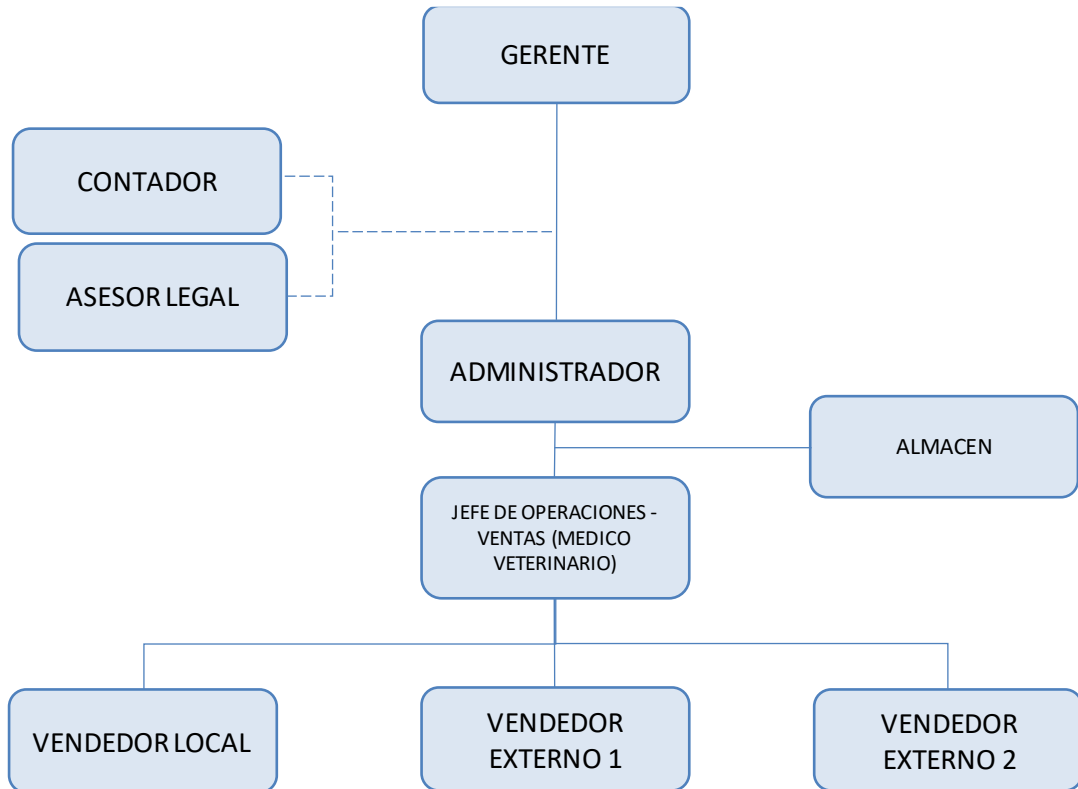 GERENTE
CONTADOR
ASESOR LEGAL
ADMINISTRADOR
ALMACEN
JEFE DE OPERACIONES -
VENTAS (MEDICO
VETERINARIO)
VENDEDOR LOCAL
VENDEDOR
EXTERNO 1
VENDEDOR
EXTERNO 2